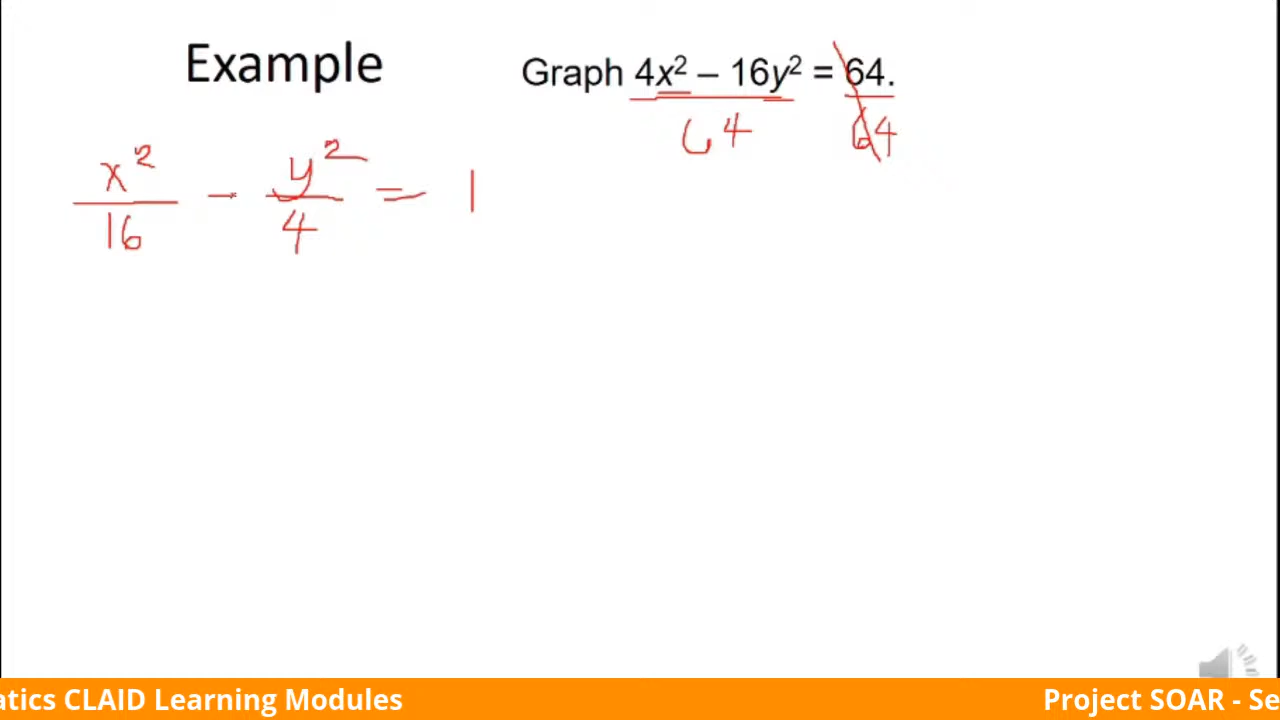 Example
Graph 4x² – 16y² = 64.
64 64
x²/16 - y²/4 = 1
atics CLAID Learning Modules
Project SOAR - Se